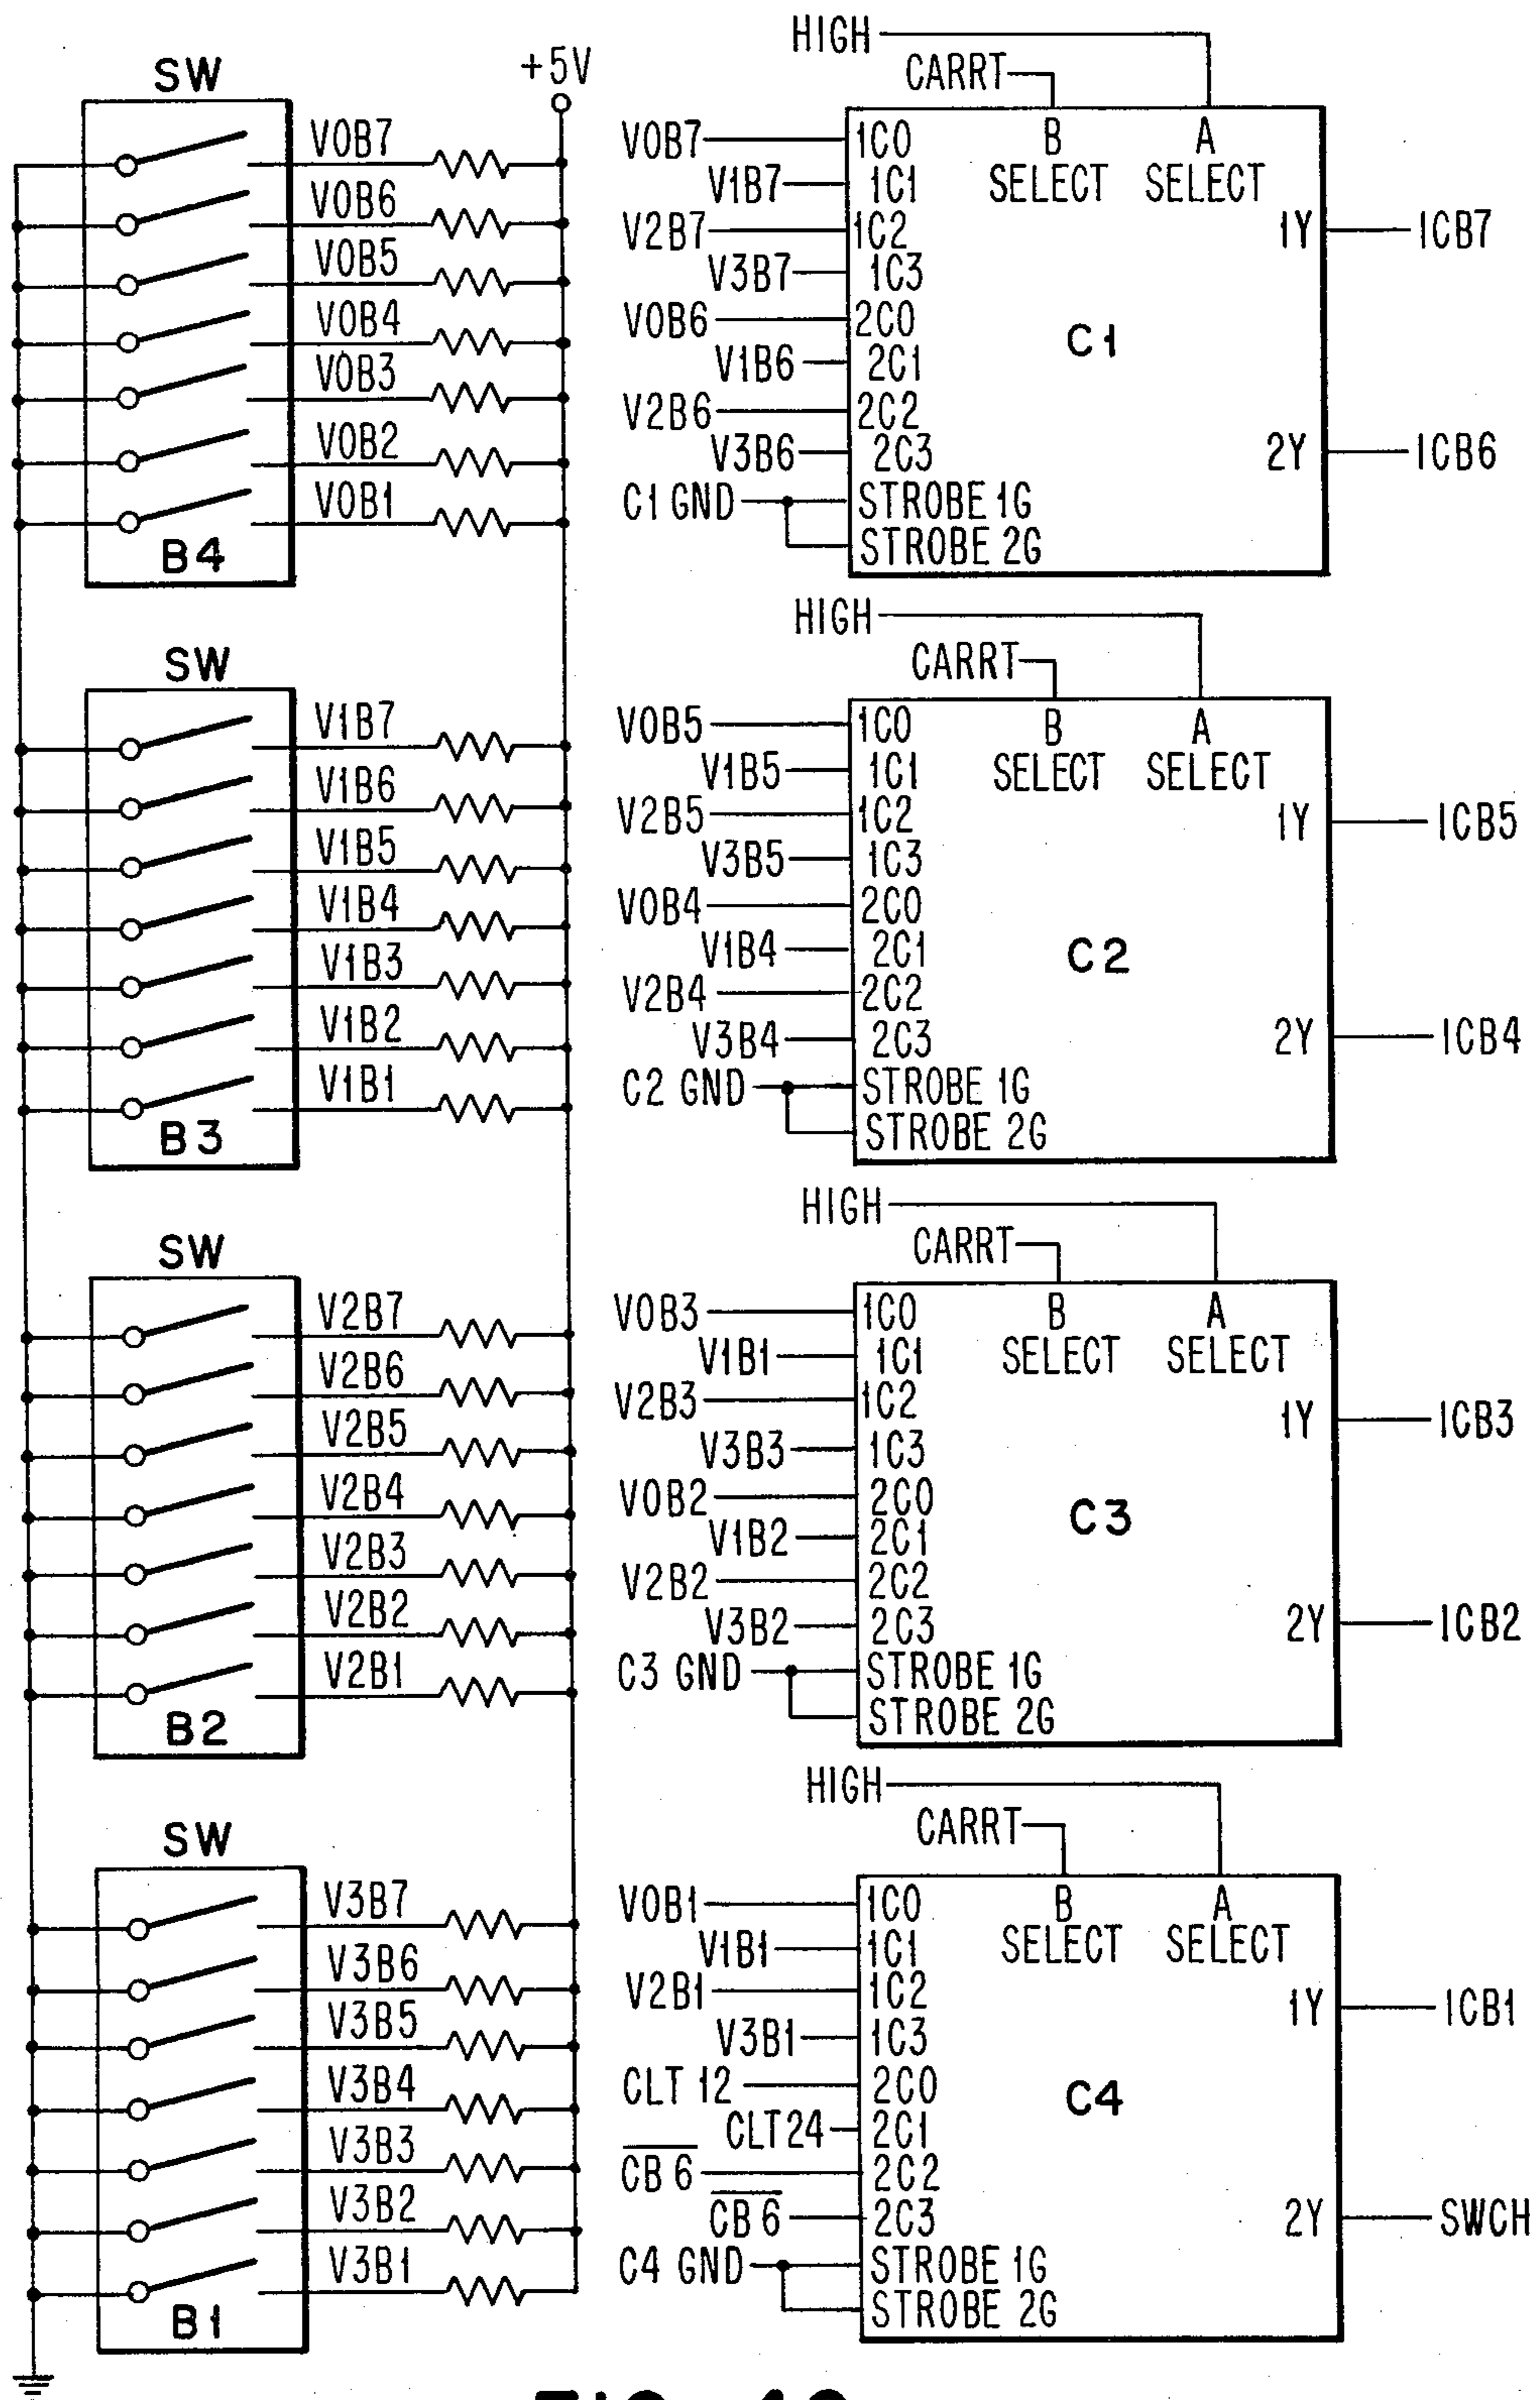 SW
+5V
V0B7
V0B6
V0B5
V0B4
V0B3
V0B2
V0B1
B4
SW
V1B7
V1B6
V1B5
V1B4
V1B3
V1B2
V1B1
B3
SW
V2B7
V2B6
V2B5
V2B4
V2B3
V2B2
V2B1
B2
SW
V3B7
V3B6
V3B5
V3B4
V3B3
V3B2
V3B1
B1
HIGH
CARRT
B A
SELECT SELECT
V0B7 1C0
V1B7 1C1
V2B7 1C2
1Y ICB7
V3B7 1C3
V0B6 2C0
C1
V1B6 2C1
V2B6 2C2
V3B6 2C3
2Y ICB6
C1 GND STROBE 1G
STROBE 2G
HIGH
CARRT
B A
SELECT SELECT
V0B5 1C0
V1B5 1C1
V2B5 1C2
1Y ICB5
V3B5 1C3
V0B4 2C0
V1B4 2C1
C2
V2B4 2C2
V3B4 2C3
2Y ICB4
C2 GND STROBE 1G
STROBE 2G
HIGH
CARRT
B A
SELECT SELECT
V0B3 1C0
V1B1 1C1
V2B3 1C2
1Y ICB3
V3B3 1C3
V0B2 2C0
C3
V1B2 2C1
V2B2 2C2
V3B2 2C3
2Y ICB2
C3 GND STROBE 1G
STROBE 2G
HIGH
CARRT
B A
SELECT SELECT
V0B1 1C0
V1B1 1C1
V2B1 1C2
1Y ICB1
V3B1 1C3
CLT 12 2C0
C4
CLT24 2C1
C̅B̅ ̅6̅ 2C2
C̅B̅ ̅6̅ 2C3
2Y SWCH
C4 GND STROBE 1G
STROBE 2G